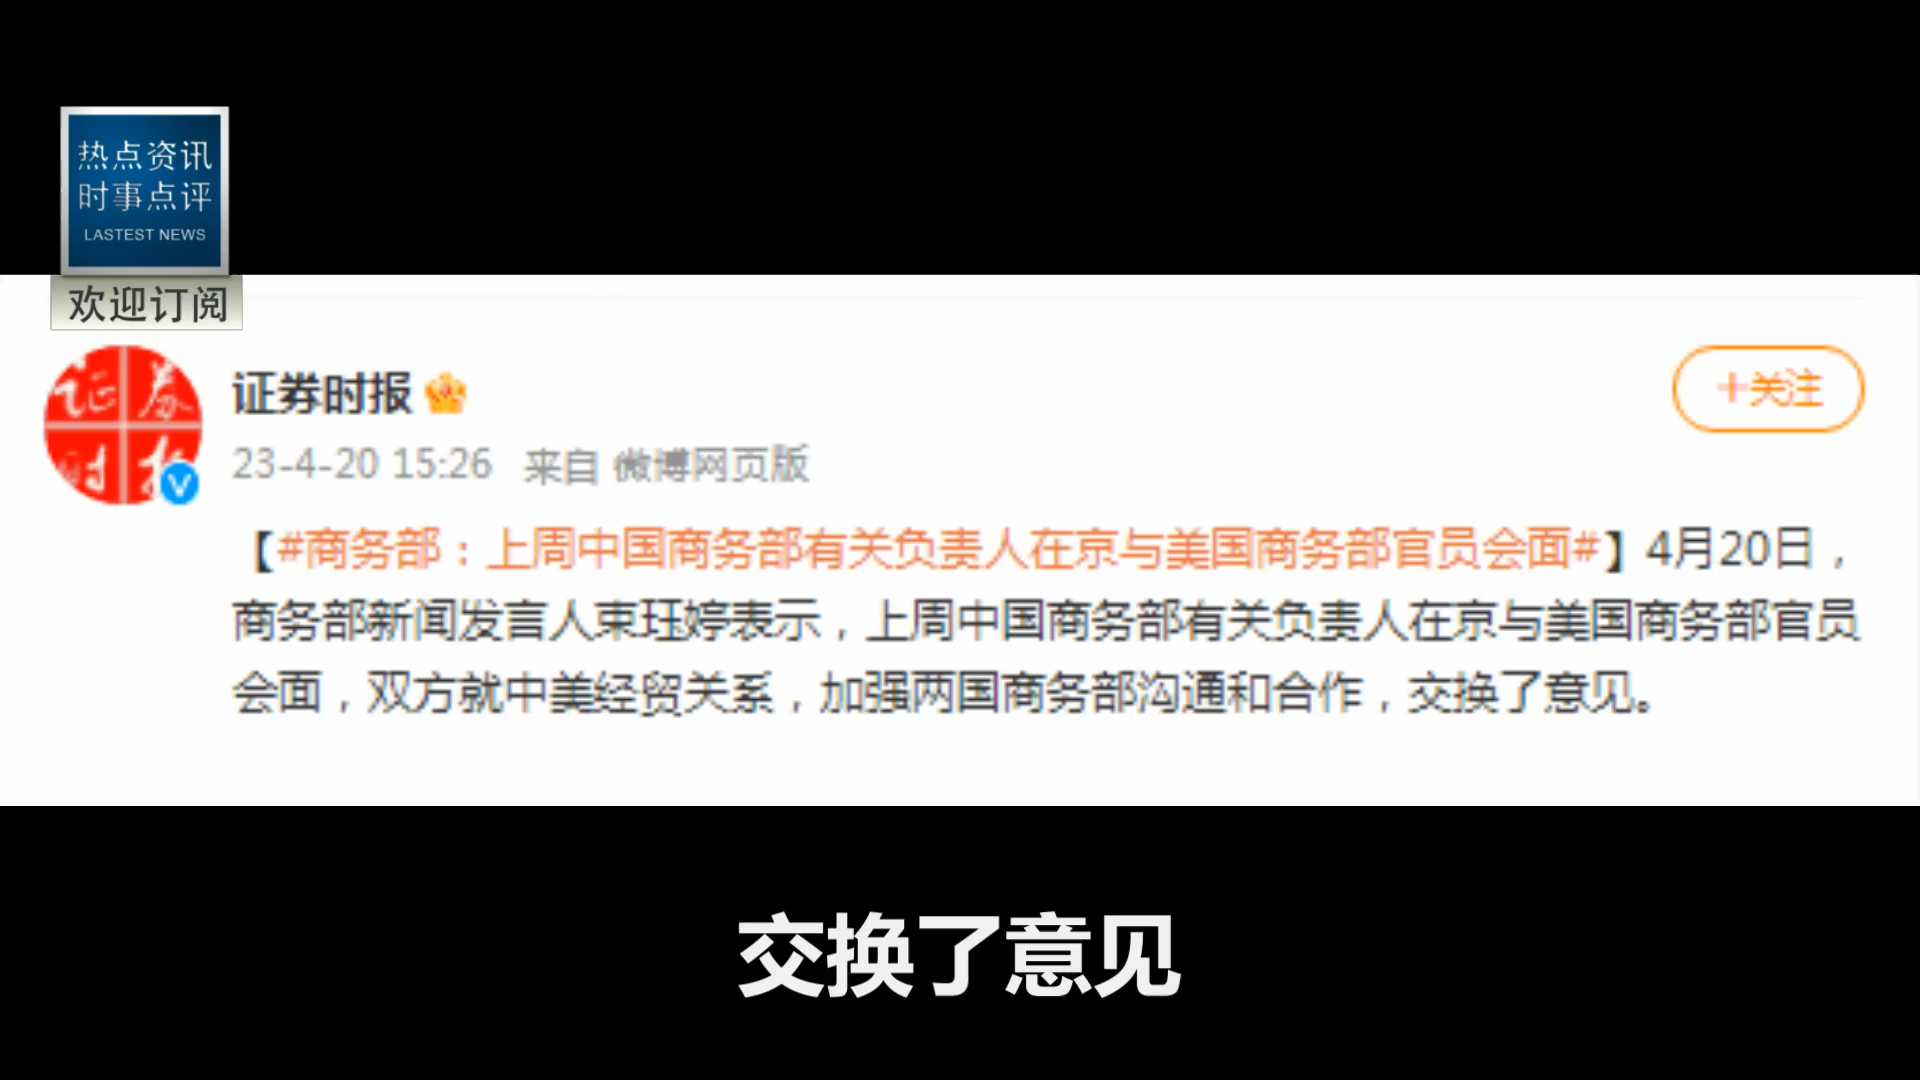 热点资讯
时事点评
LASTEST NEWS
欢迎订阅
证券时报
+关注
23-4-20 15:26 来自 微博网页版
【#商务部：上周中国商务部有关负责人在京与美国商务部官员会面#】4月20日，
商务部新闻发言人束珏婷表示，上周中国商务部有关负责人在京与美国商务部官员
会面，双方就中美经贸关系，加强两国商务部沟通和合作，交换了意见。
交换了意见